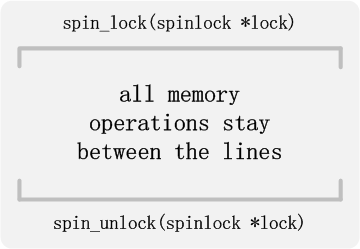 spin_lock(spinlock *lock)
all memory
operations stay
between the lines
spin_unlock(spinlock *lock)